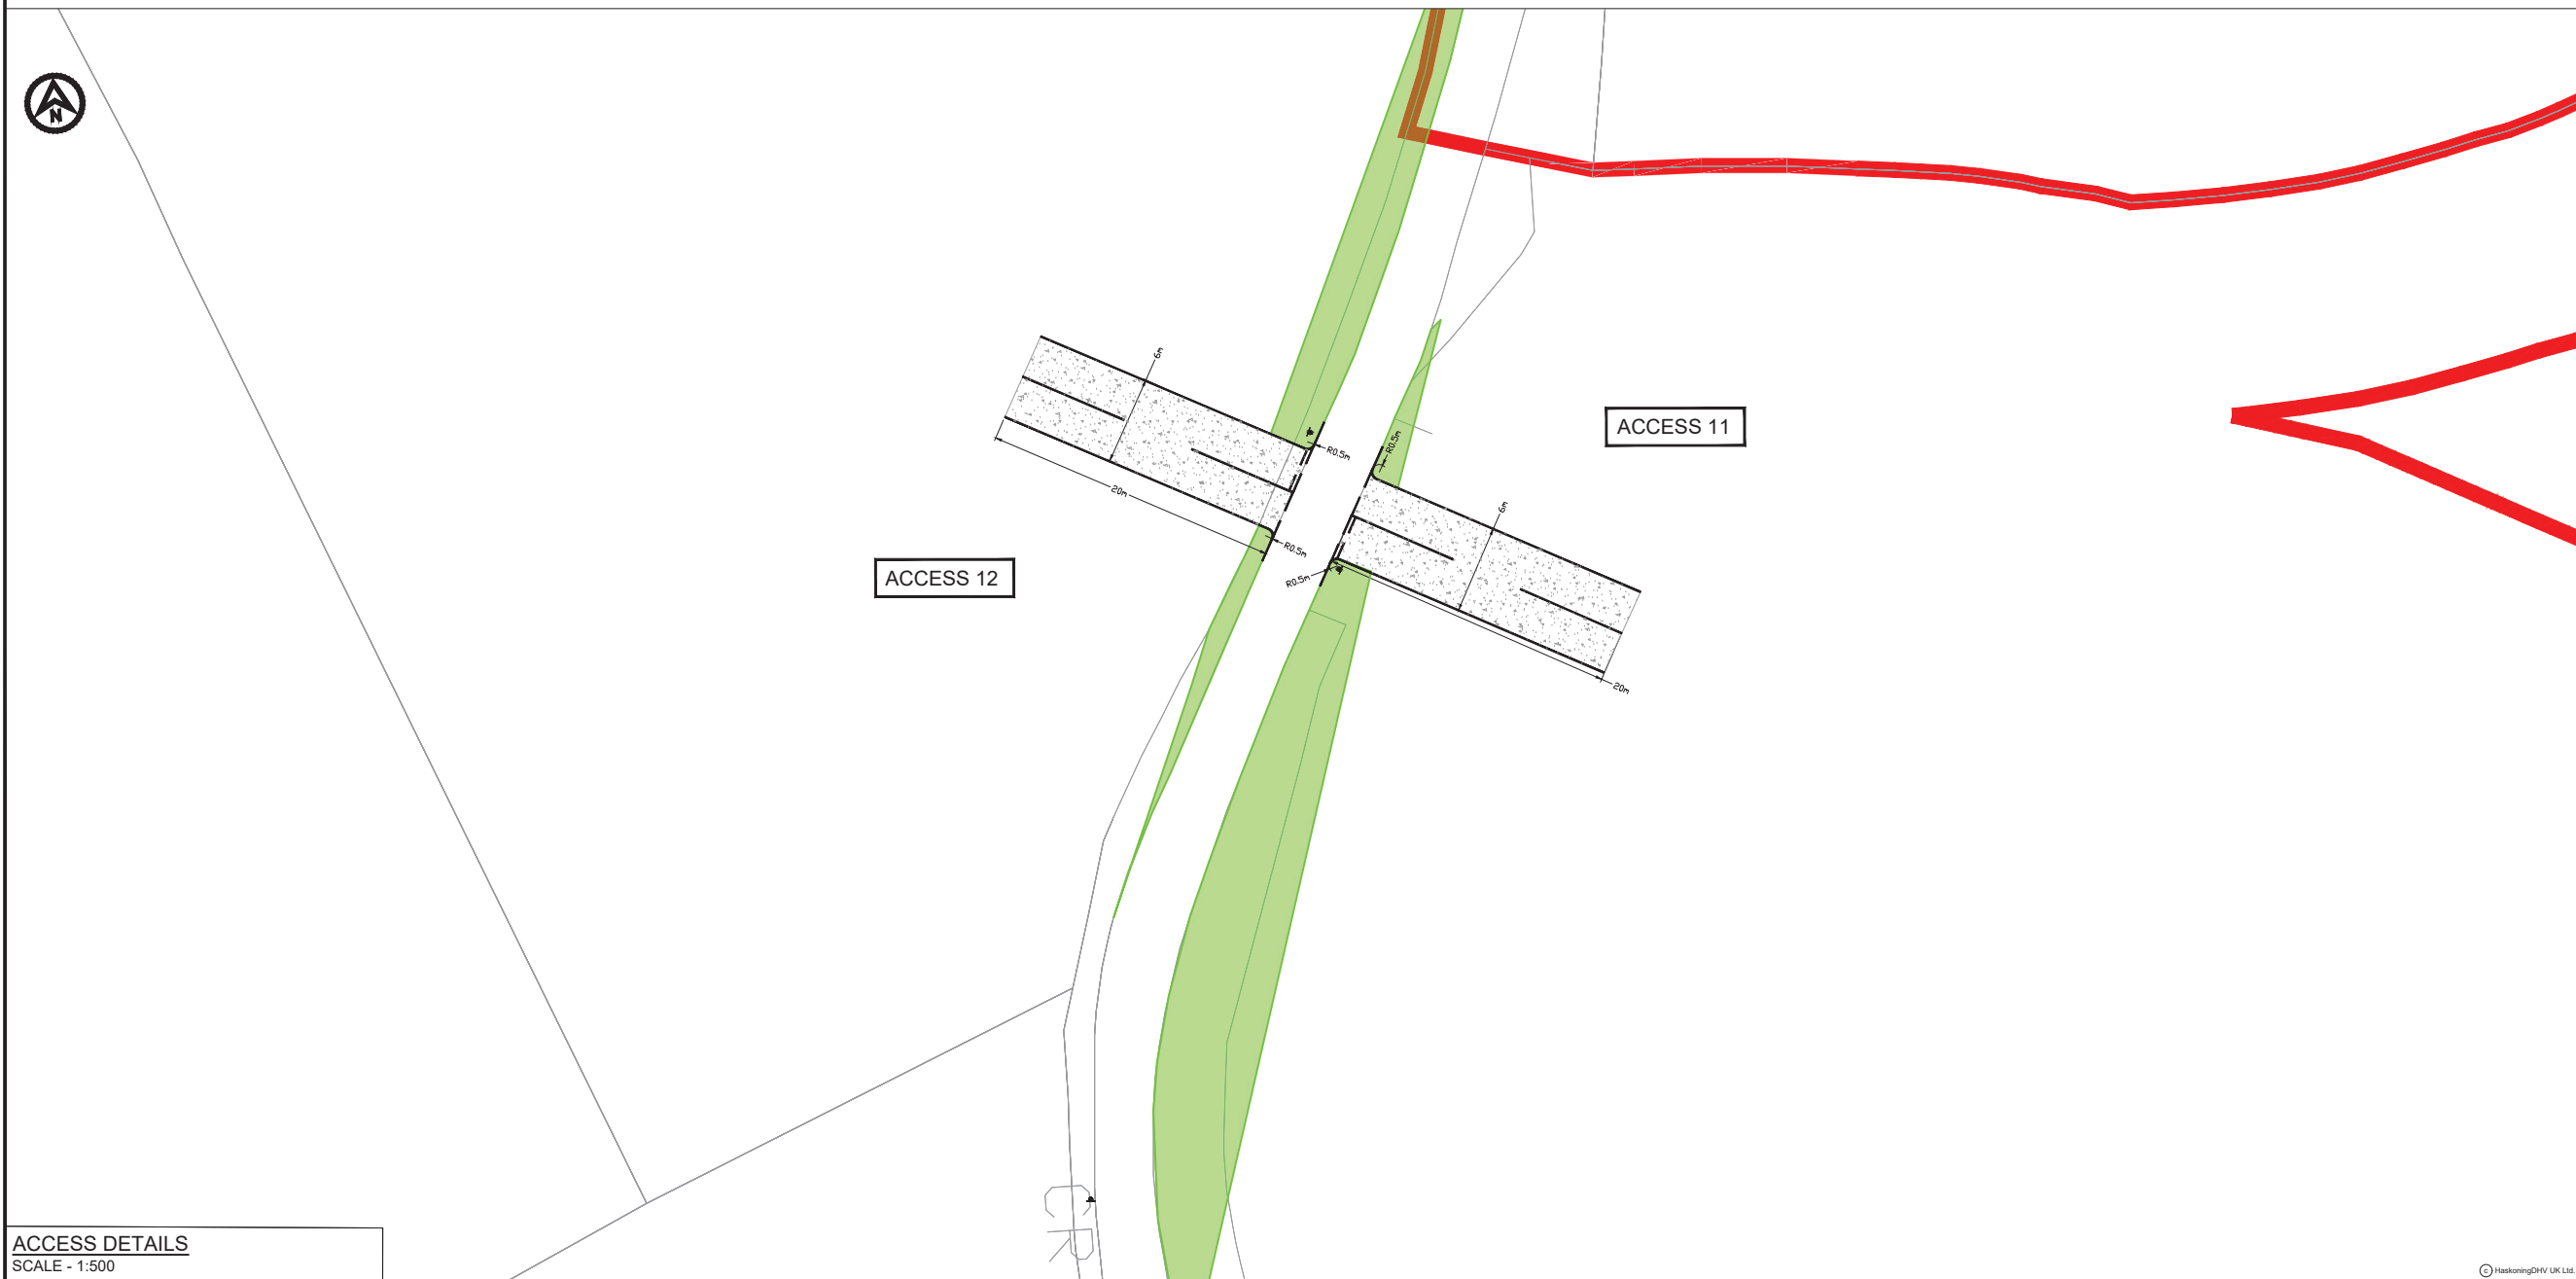 N
6m
R0.5m
R0.5m
ACCESS 11
20m
6m
R0.5m
ACCESS 12
R0.5m
20m
ACCESS DETAILS
SCALE - 1:500
c HaskoningDHV UK Ltd.